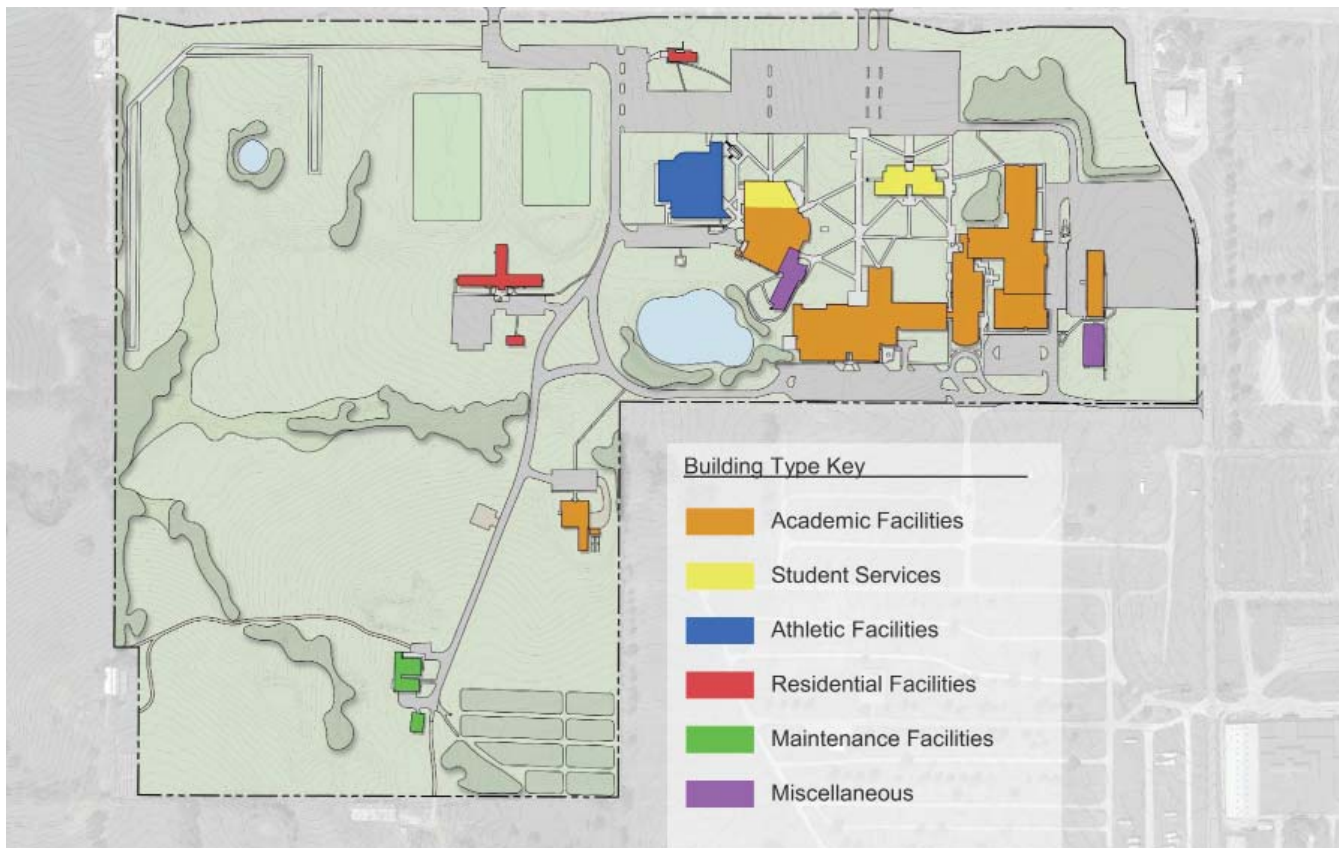 Building Type Key
Academic Facilities
Student Services
Athletic Facilities
Residential Facilities
Maintenance Facilities
Miscellaneous